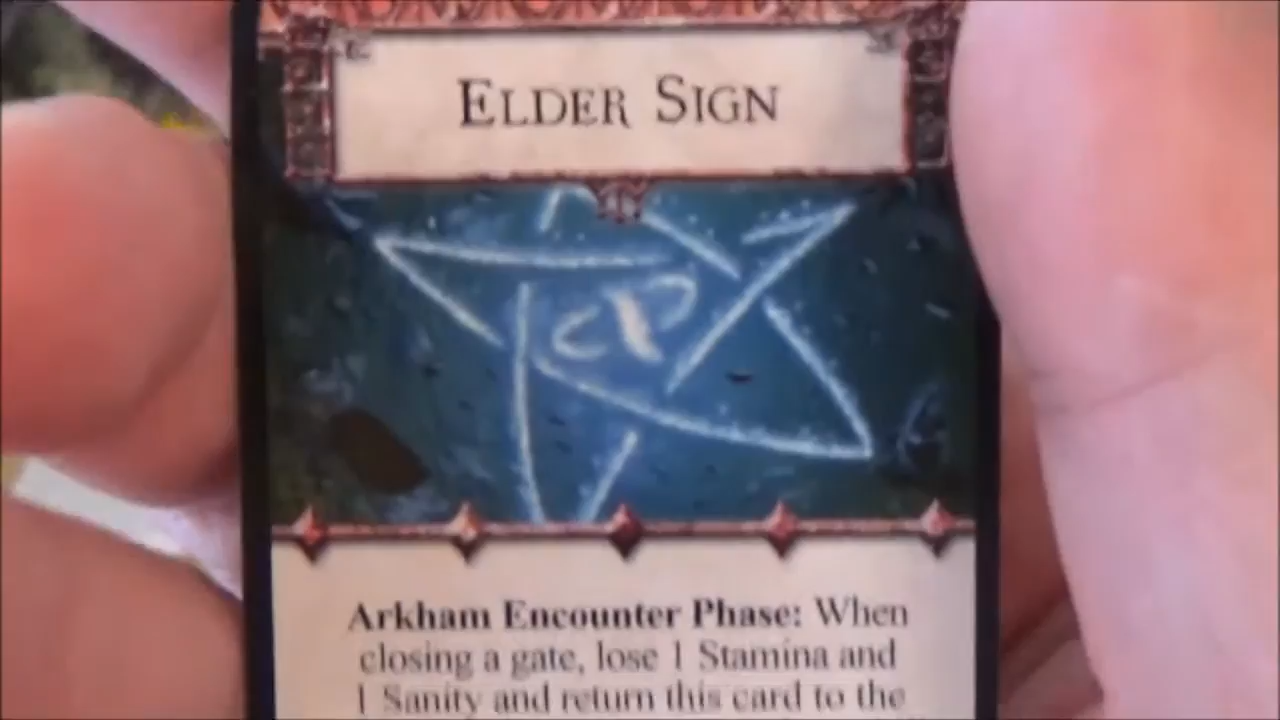 ELDER SIGN
Arkham Encounter Phase: When
closing a gate, lose 1 Stamina and
1 Sanity and return this card to the